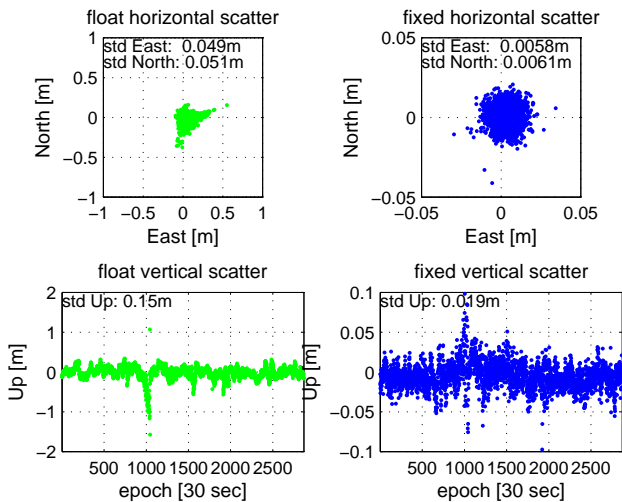 float horizontal scatter
std East: 0.049m
std North: 0.051m
1
0.5
0
−0.5
−1
North [m]
−1 −0.5 0 0.5 1
East [m]
fixed horizontal scatter
std East: 0.0058m
std North: 0.0061m
0.05
0
−0.05
North [m]
−0.05 0 0.05
East [m]
float vertical scatter
std Up: 0.15m
2
1
0
−1
−2
Up [m]
500 1000 1500 2000 2500
epoch [30 sec]
fixed vertical scatter
std Up: 0.019m
0.1
0.05
0
−0.05
−0.1
Up [m]
500 1000 1500 2000 2500
epoch [30 sec]